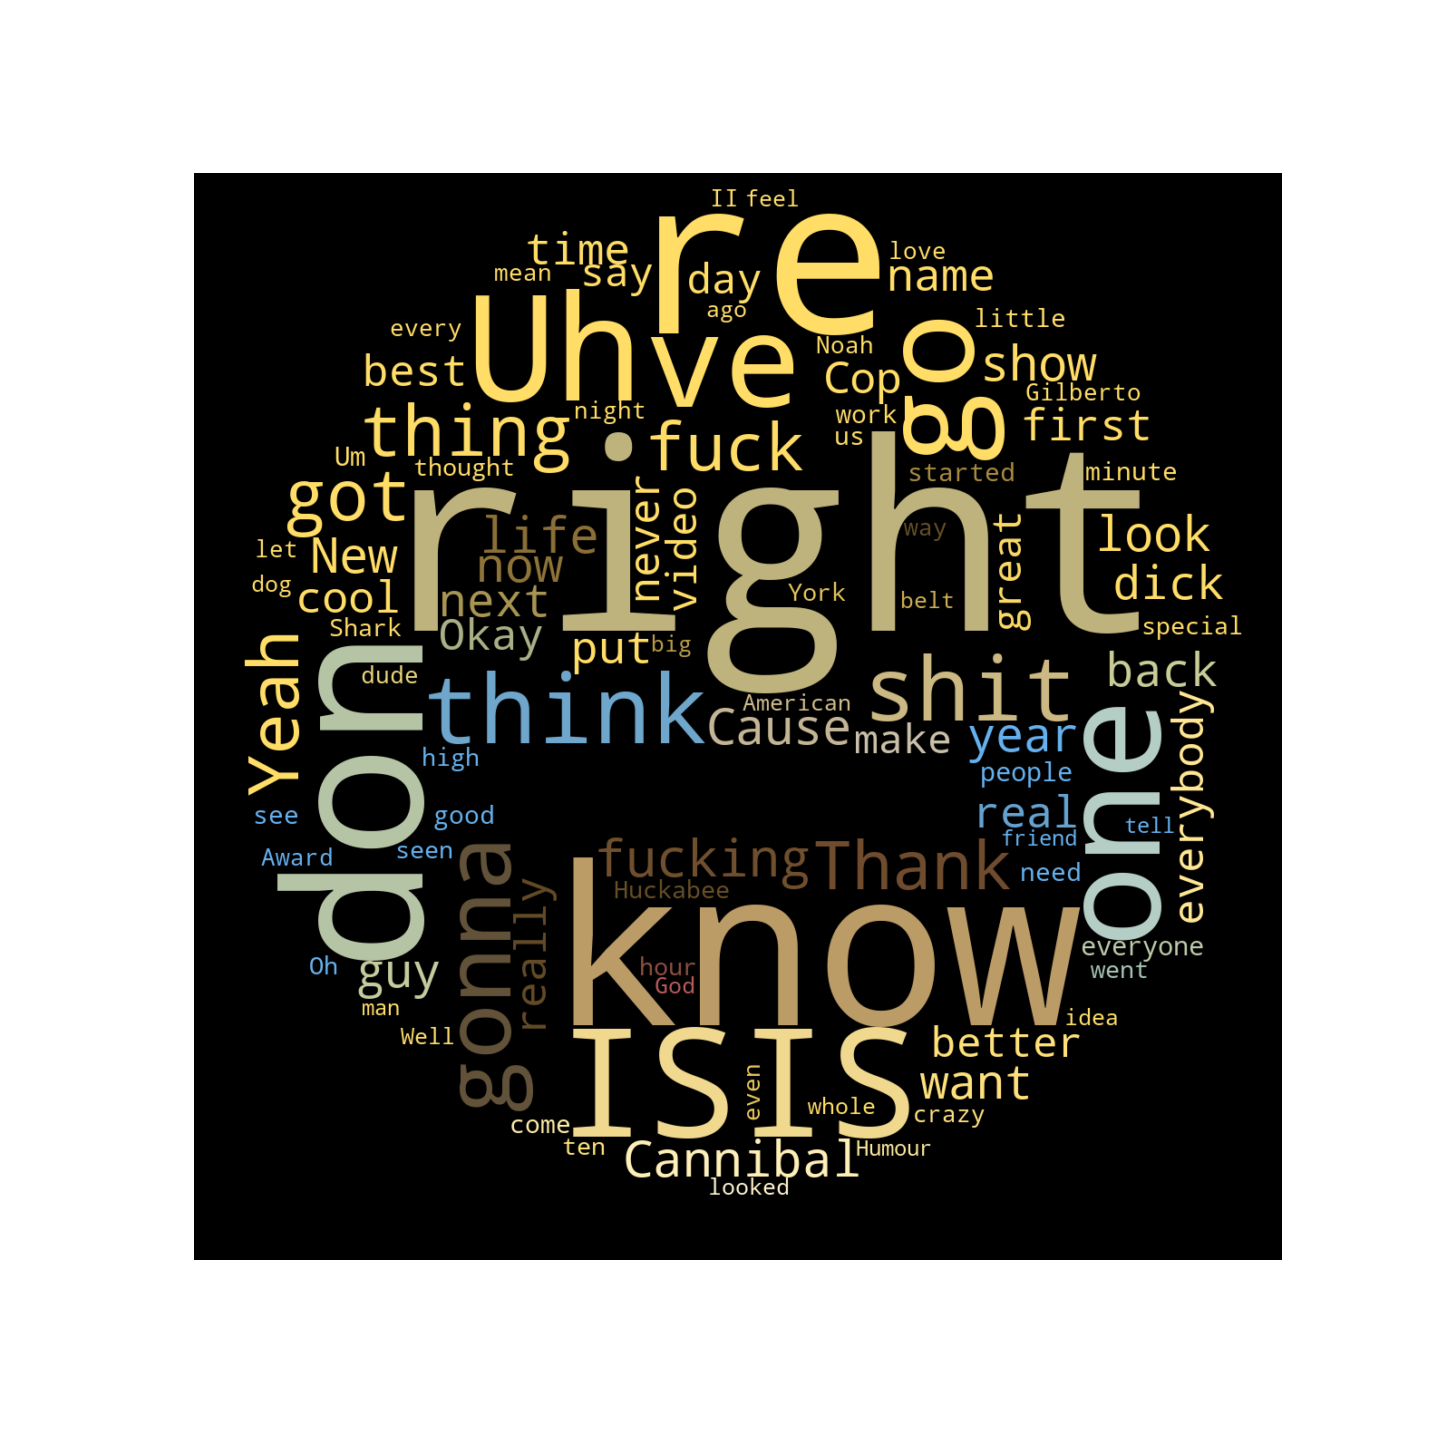 II feel
re
time
love
say
day
name
mean
Uh
ago
go
little
every
ve
Noah
show
best
Cop
Gilberto
thing
night
work
first
fuck
us
Um
thought
right
started
minute
got
never
video
life
way
great
look
let
New
now
dog
cool
next
York
belt
dick
Shark
Okay
put
big
special
Yeah
don
dude
think
shit
back
American
Cause
make
year
one
everybody
high
people
see
good
real
tell
Award
seen
friend
gonna
fucking
Thank
need
really
Huckabee
know
Oh
guy
hour
God
everyone
went
man
idea
Well
ISIS
better
even
want
come
whole
crazy
ten
Cannibal
Humour
looked